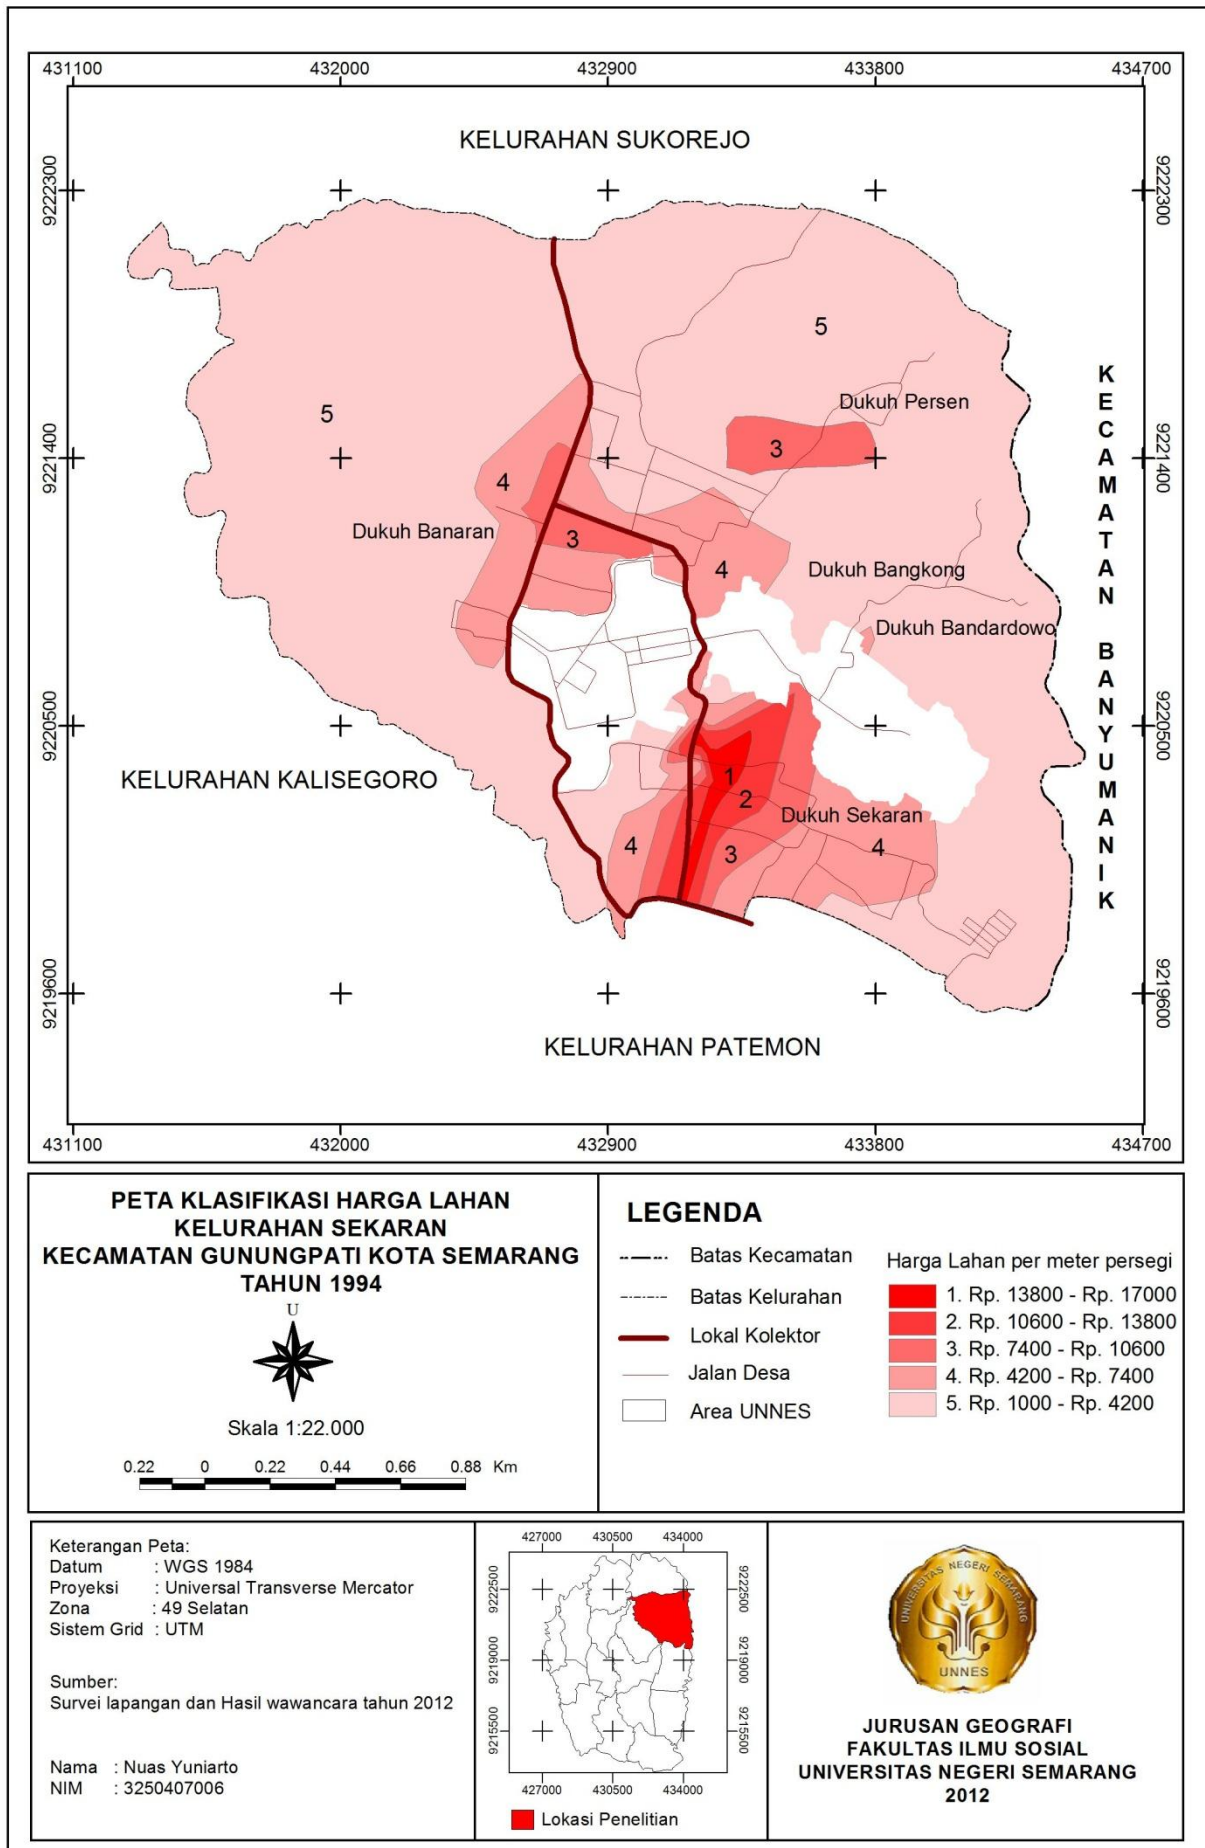 431100 432000 432900 433800 434700
KELURAHAN SUKOREJO
9222300 9222300
5
Dukuh Persen
5
3
9221400 9221400
4
Dukuh Banaran
3
4
Dukuh Bangkong
Dukuh Bandardowo
KECAMATAN BANYUMANIK
9220500 9220500
KELURAHAN KALISEGORO
1
2
Dukuh Sekaran
4
3
4
9219600 9219600
KELURAHAN PATEMON
431100 432000 432900 433800 434700
PETA KLASIFIKASI HARGA LAHAN
KELURAHAN SEKARAN
KECAMATAN GUNUNGPATI KOTA SEMARANG
TAHUN 1994
U
Skala 1:22.000
0.22 0 0.22 0.44 0.66 0.88 Km
LEGENDA
Batas Kecamatan
Batas Kelurahan
Lokal Kolektor
Jalan Desa
Area UNNES
Harga Lahan per meter persegi
1. Rp. 13800 - Rp. 17000
2. Rp. 10600 - Rp. 13800
3. Rp. 7400 - Rp. 10600
4. Rp. 4200 - Rp. 7400
5. Rp. 1000 - Rp. 4200
Keterangan Peta:
Datum : WGS 1984
Proyeksi : Universal Transverse Mercator
Zona : 49 Selatan
Sistem Grid : UTM
Sumber:
Survei lapangan dan Hasil wawancara tahun 2012
Nama : Nuas Yuniarto
NIM : 3250407006
427000 430500 434000
9222500 9222500
9219000 9219000
9215500 9215500
427000 430500 434000
Lokasi Penelitian
UNIVERSITAS NEGERI SEMARANG
UNNES
JURUSAN GEOGRAFI
FAKULTAS ILMU SOSIAL
UNIVERSITAS NEGERI SEMARANG
2012